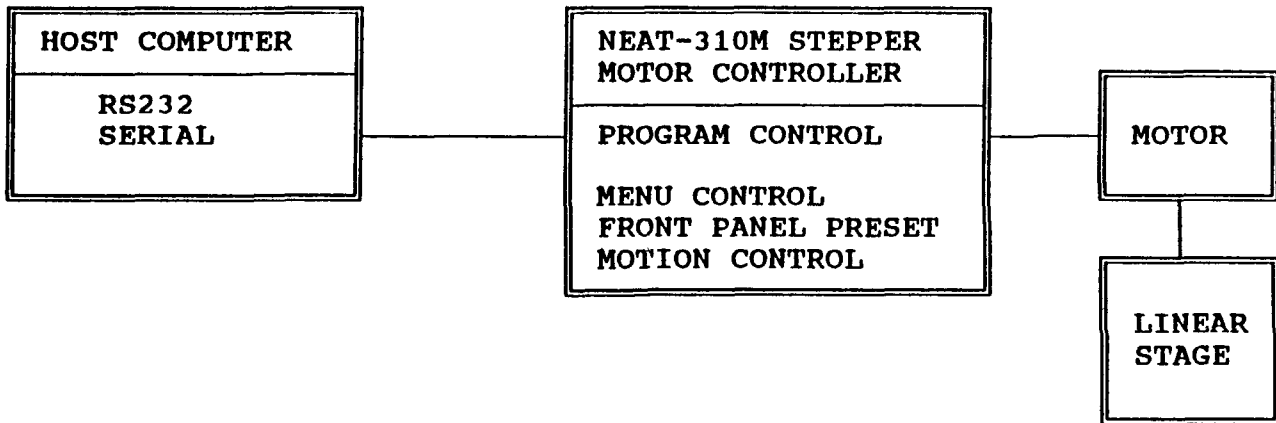 HOST COMPUTER
RS232
SERIAL
NEAT-310M STEPPER
MOTOR CONTROLLER
PROGRAM CONTROL
MENU CONTROL
FRONT PANEL PRESET
MOTION CONTROL
MOTOR
LINEAR
STAGE